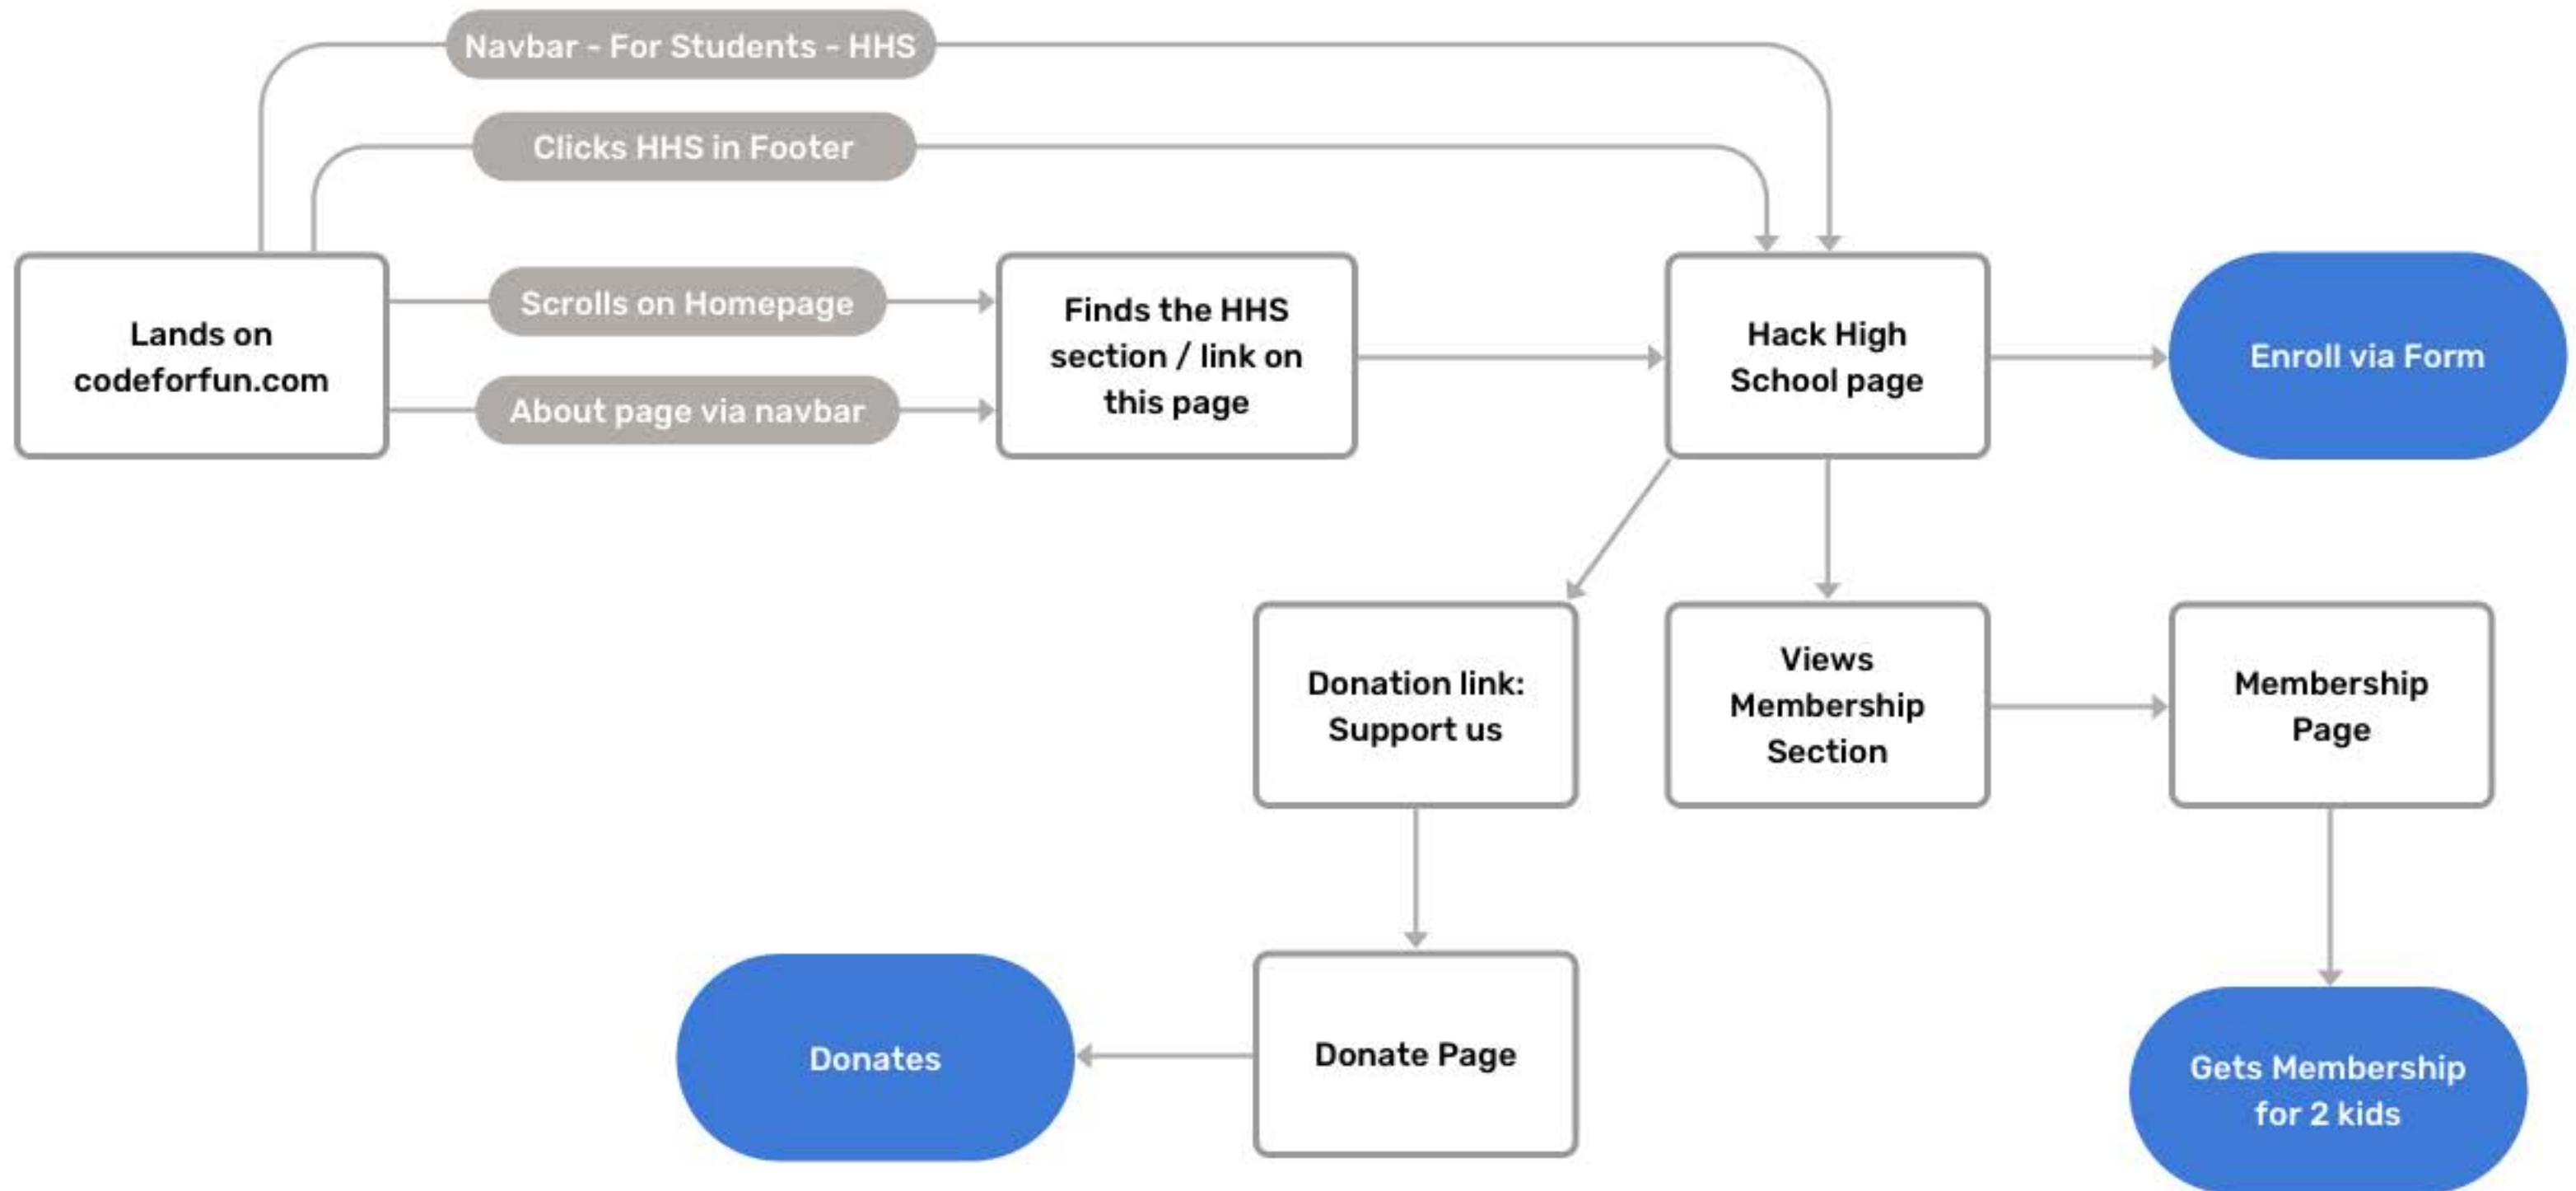 Navbar - For Students - HHS
Clicks HHS in Footer
Lands on
codeforfun.com
Scrolls on Homepage
About page via navbar
Finds the HHS
section / link on
this page
Hack High
School page
Enroll via Form
Donation link:
Support us
Views
Membership
Section
Membership
Page
Donates
Donate Page
Gets Membership
for 2 kids